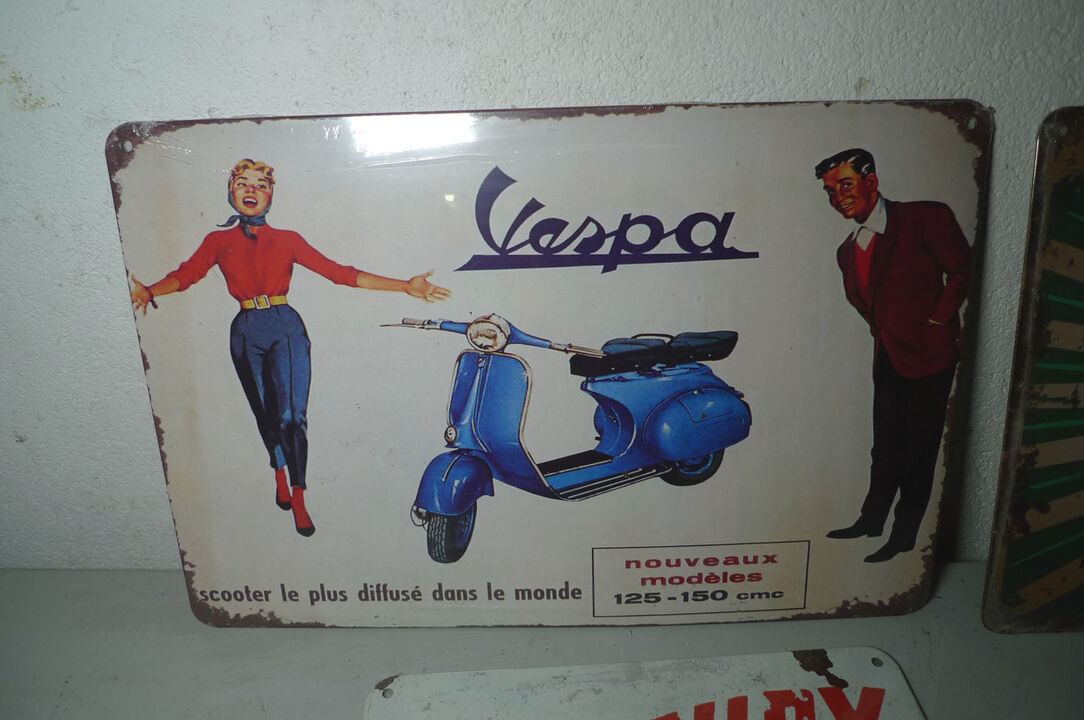 Vespa
scooter le plus diffusé dans le monde
nouveaux
modèles
125-150 cmc